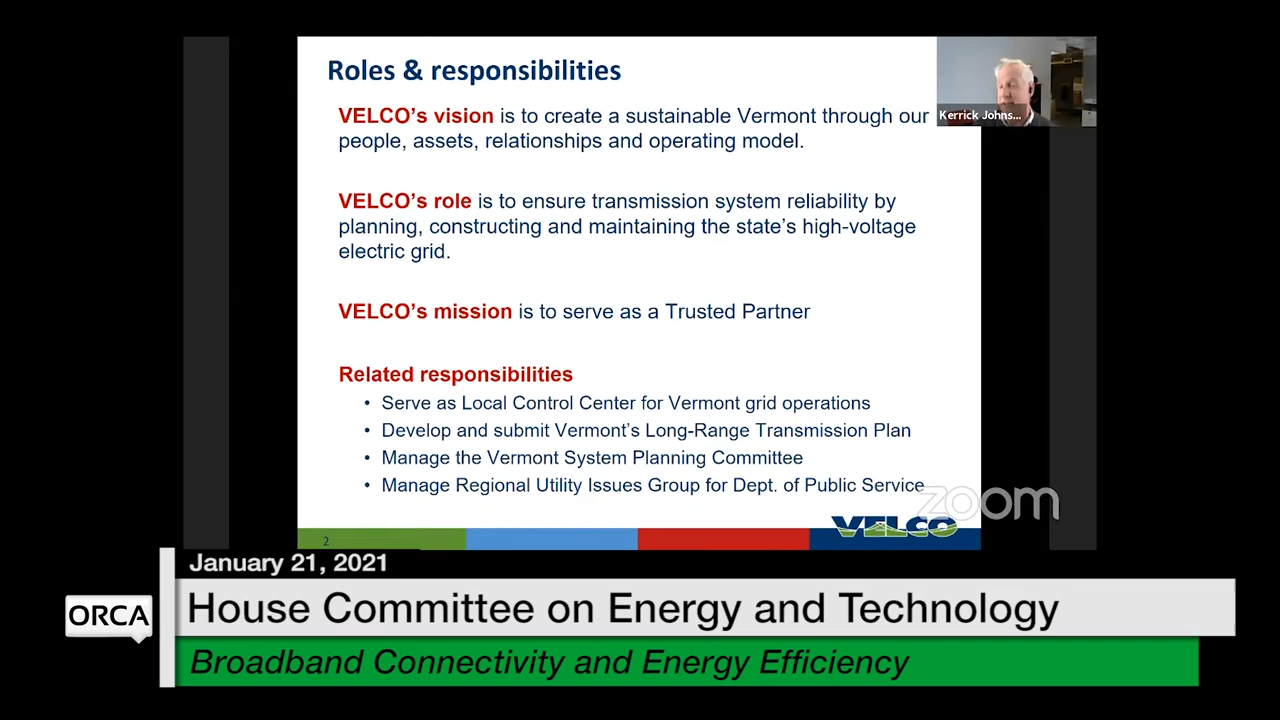 Roles & responsibilities
VELCO’s vision is to create a sustainable Vermont through our
people, assets, relationships and operating model.
Kerrick Johns...
VELCO’s role is to ensure transmission system reliability by
planning, constructing and maintaining the state’s high-voltage
electric grid.
VELCO’s mission is to serve as a Trusted Partner
Related responsibilities
• Serve as Local Control Center for Vermont grid operations
• Develop and submit Vermont’s Long-Range Transmission Plan
• Manage the Vermont System Planning Committee
• Manage Regional Utility Issues Group for Dept. of Public Service
zoom
VELCO
2
January 21, 2021
ORCA
House Committee on Energy and Technology
Broadband Connectivity and Energy Efficiency